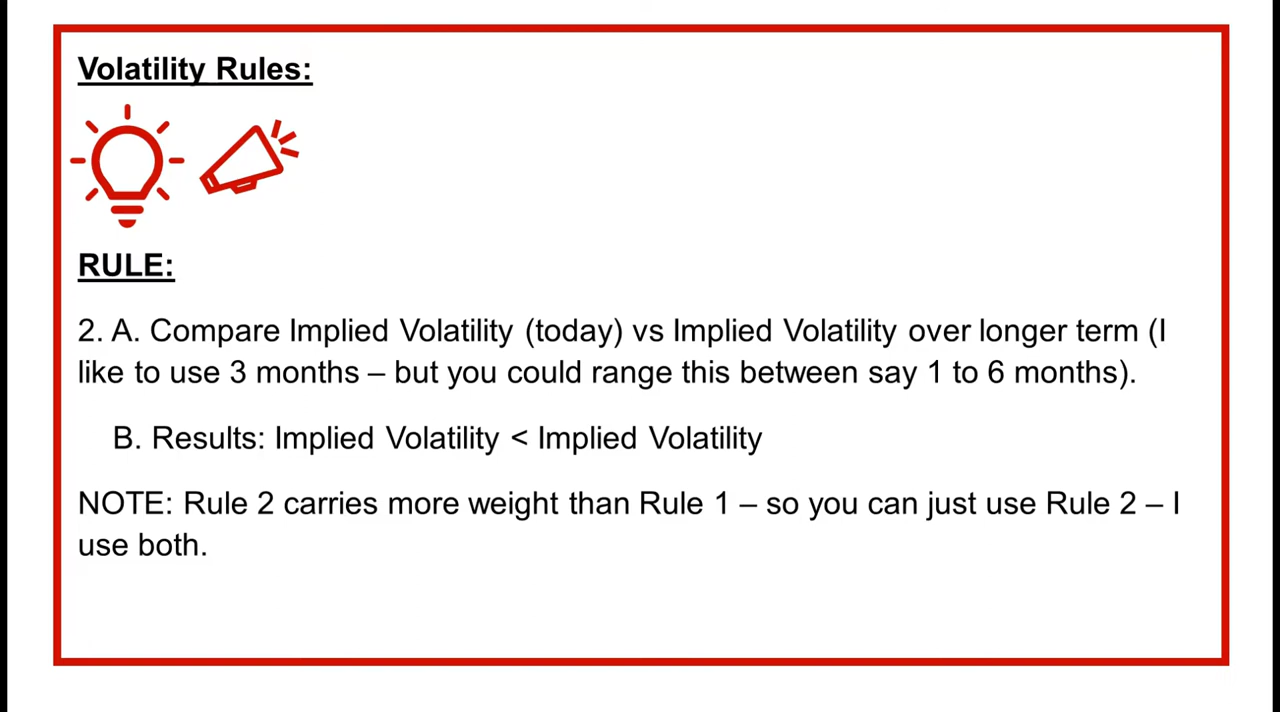 Volatility Rules:
RULE:
2. A. Compare Implied Volatility (today) vs Implied Volatility over longer term (I
like to use 3 months – but you could range this between say 1 to 6 months).
B. Results: Implied Volatility < Implied Volatility
NOTE: Rule 2 carries more weight than Rule 1 – so you can just use Rule 2 – I
use both.